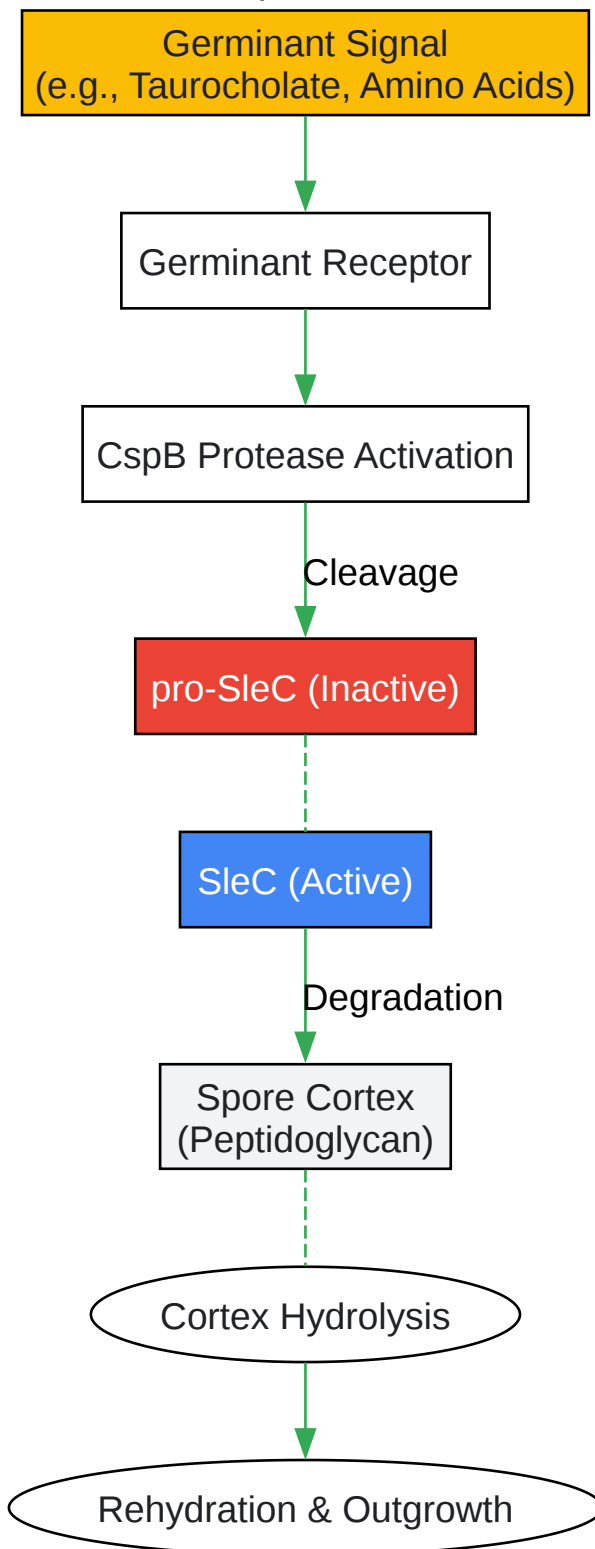 Germinant Signal
(e.g., Taurocholate, Amino Acids)
Germinant Receptor
CspB Protease Activation
Cleavage
pro-SleC (Inactive)
SleC (Active)
Degradation
Spore Cortex
(Peptidoglycan)
Cortex Hydrolysis
Rehydration & Outgrowth